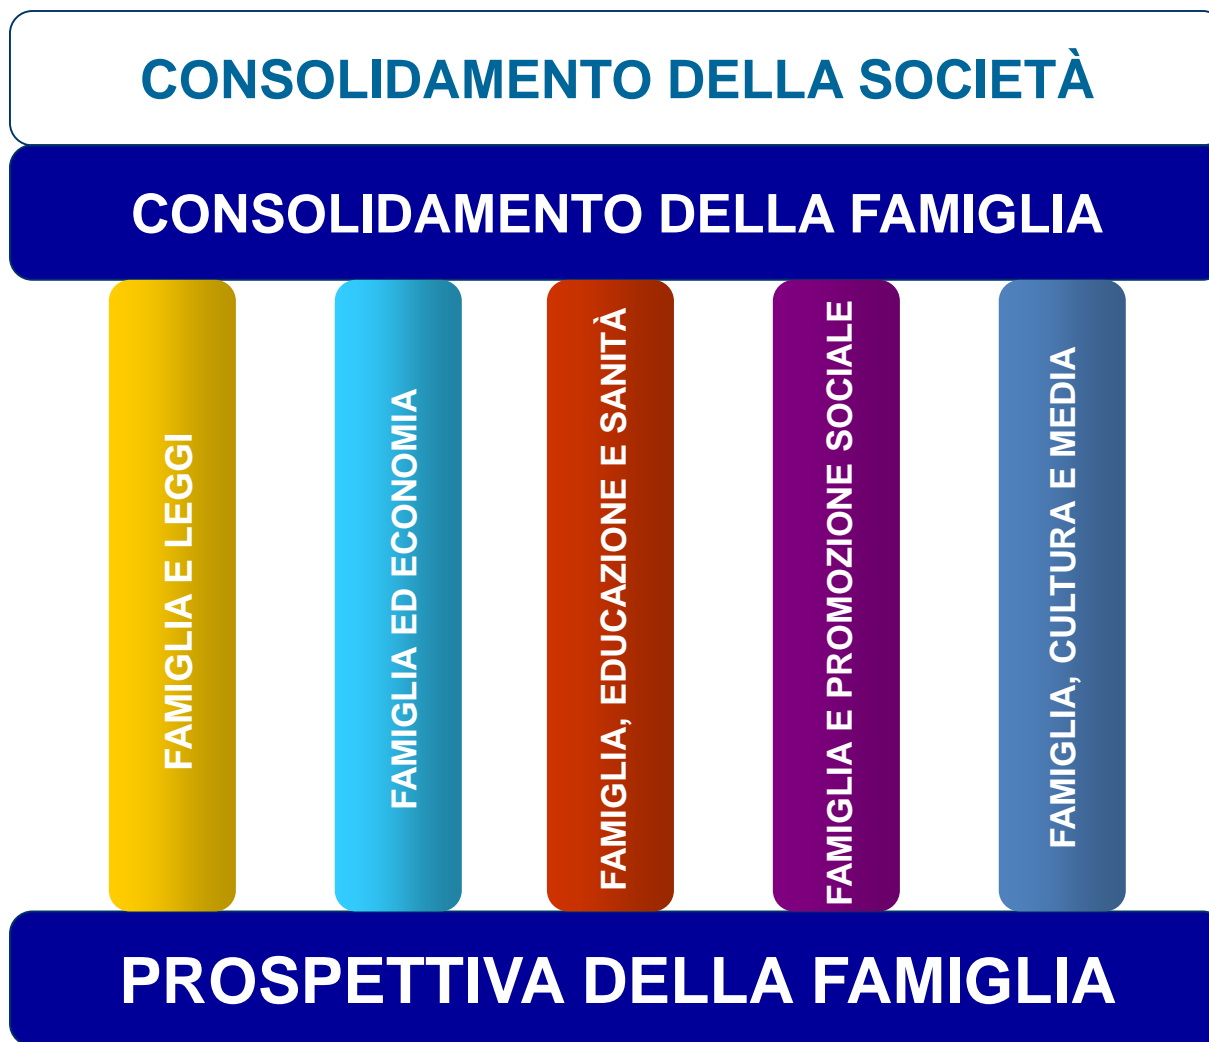 CONSOLIDAMENTO DELLA SOCIETÀ
CONSOLIDAMENTO DELLA FAMIGLIA
FAMIGLIA E LEGGI
FAMIGLIA ED ECONOMIA
FAMIGLIA, EDUCAZIONE E SANITÀ
FAMIGLIA E PROMOZIONE SOCIALE
FAMIGLIA, CULTURA E MEDIA
PROSPETTIVA DELLA FAMIGLIA